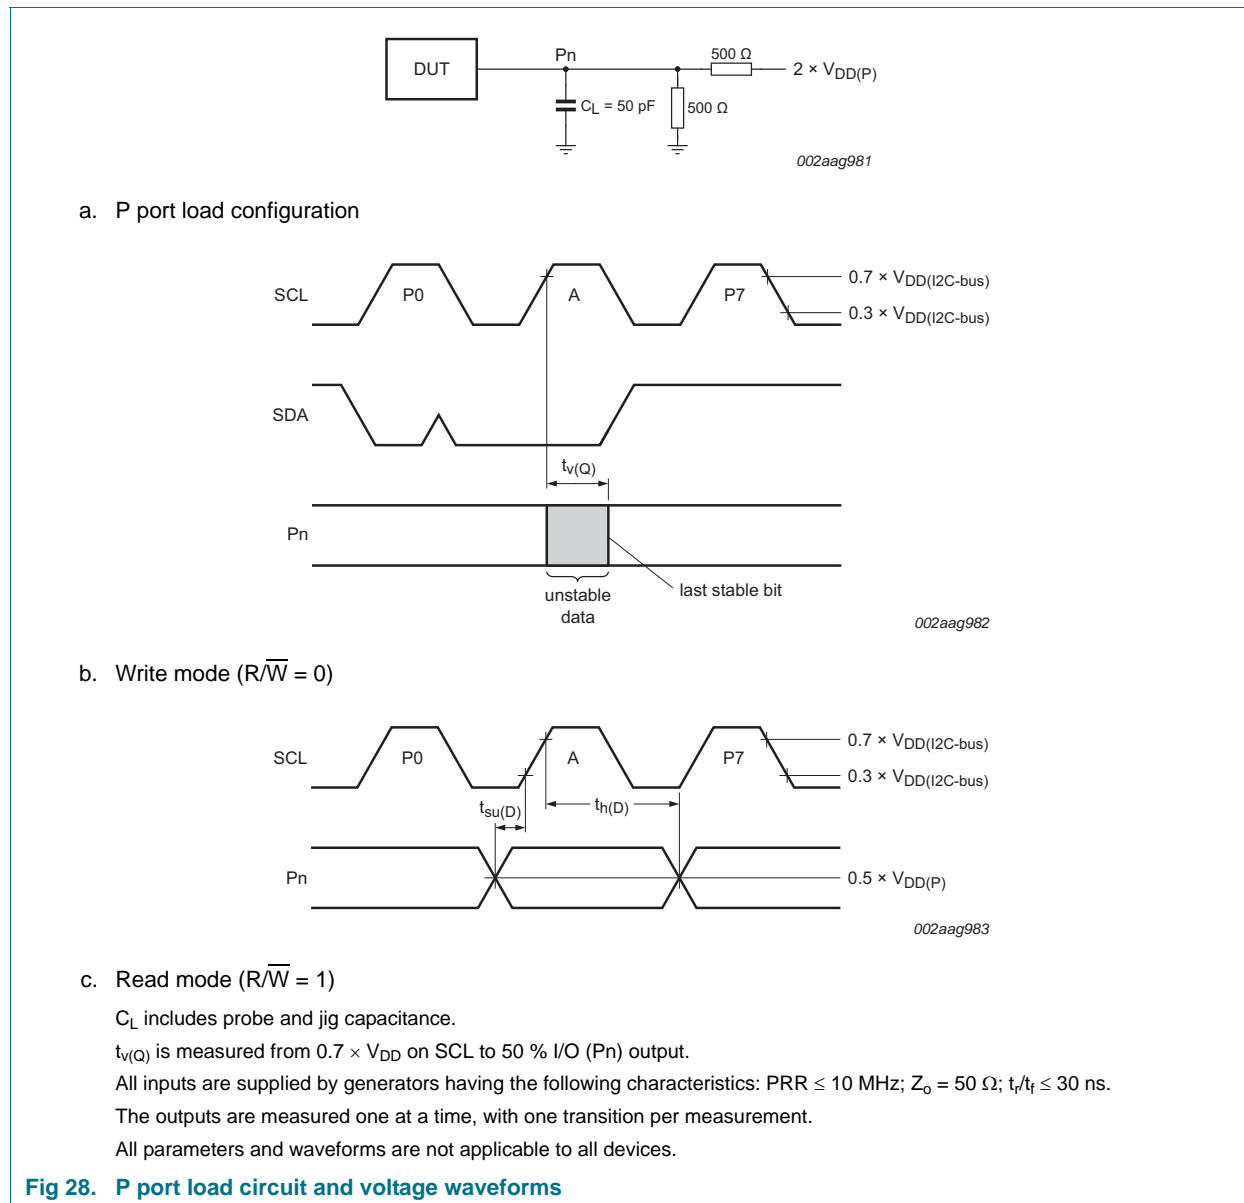 DUT
Pn
500 Ω
2 × VDD(P)
CL = 50 pF
500 Ω
002aag981
a. P port load configuration
SCL
P0
A
P7
0.7 × VDD(I2C-bus)
0.3 × VDD(I2C-bus)
SDA
tv(Q)
Pn
unstable
data
last stable bit
002aag982
b. Write mode (R/W̅ = 0)
SCL
P0
A
P7
0.7 × VDD(I2C-bus)
0.3 × VDD(I2C-bus)
tsu(D)
th(D)
Pn
0.5 × VDD(P)
002aag983
c. Read mode (R/W̅ = 1)
CL includes probe and jig capacitance.
tv(Q) is measured from 0.7 × VDD on SCL to 50 % I/O (Pn) output.
All inputs are supplied by generators having the following characteristics: PRR ≤ 10 MHz; Zo = 50 Ω; tr/tf ≤ 30 ns.
The outputs are measured one at a time, with one transition per measurement.
All parameters and waveforms are not applicable to all devices.
Fig 28. P port load circuit and voltage waveforms